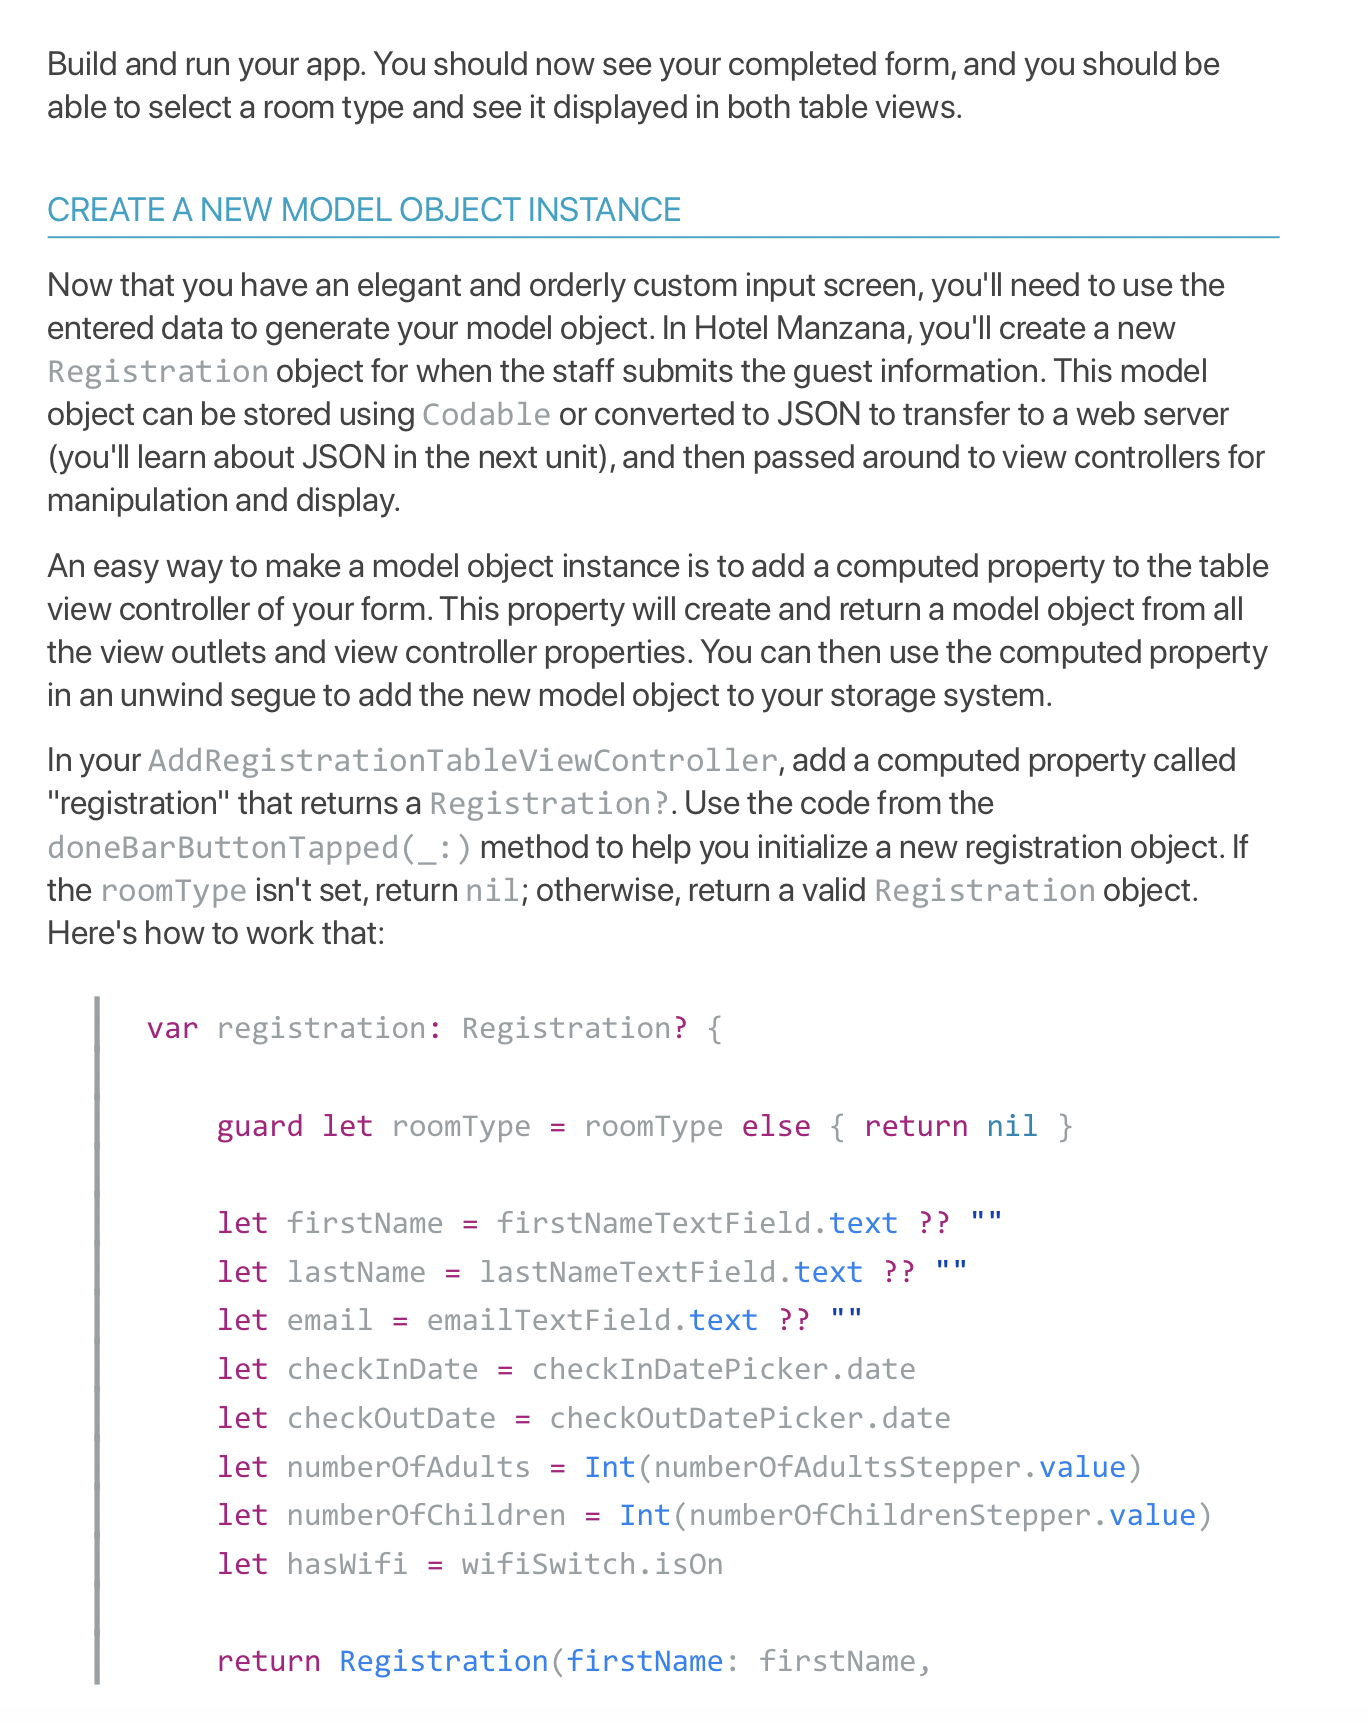 Build and run your app. You should now see your completed form, and you should be
able to select a room type and see it displayed in both table views.
CREATE A NEW MODEL OBJECT INSTANCE
Now that you have an elegant and orderly custom input screen, you'll need to use the
entered data to generate your model object. In Hotel Manzana, you'll create a new
Registration object for when the staff submits the guest information. This model
object can be stored using Codable or converted to JSON to transfer to a web server
(you'll learn about JSON in the next unit), and then passed around to view controllers for
manipulation and display.
An easy way to make a model object instance is to add a computed property to the table
view controller of your form. This property will create and return a model object from all
the view outlets and view controller properties. You can then use the computed property
in an unwind segue to add the new model object to your storage system.
In your AddRegistrationTableViewController, add a computed property called
"registration" that returns a Registration?. Use the code from the
doneBarButtonTapped(_:) method to help you initialize a new registration object. If
the roomType isn't set, return nil; otherwise, return a valid Registration object.
Here's how to work that:
var registration: Registration? {
guard let roomType = roomType else { return nil }
let firstName = firstNameTextField.text ?? ""
let lastName = lastNameTextField.text ?? ""
let email = emailTextField.text ?? ""
let checkInDate = checkInDatePicker.date
let checkOutDate = checkOutDatePicker.date
let numberOfAdults = Int(numberOfAdultsStepper.value)
let numberOfChildren = Int(numberOfChildrenStepper.value)
let hasWifi = wifiSwitch.isOn
return Registration(firstName: firstName,